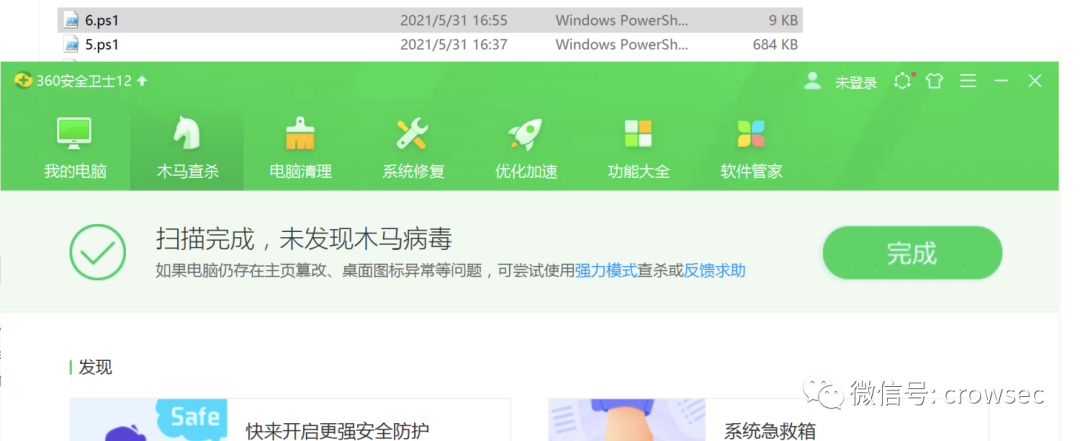 6.ps1 2021/5/31 16:55 Windows PowerSh... 9 KB
5.ps1 2021/5/31 16:37 Windows PowerSh... 684 KB
360安全卫士12 未登录
我的电脑 木马查杀 电脑清理 系统修复 优化加速 功能大全 软件管家
扫描完成，未发现木马病毒
如果电脑仍存在主页篡改、桌面图标异常等问题，可尝试使用强力模式查杀或反馈求助
完成
发现
微信号: crowsec
Safe
快来开启更强安全防护
系统急救箱